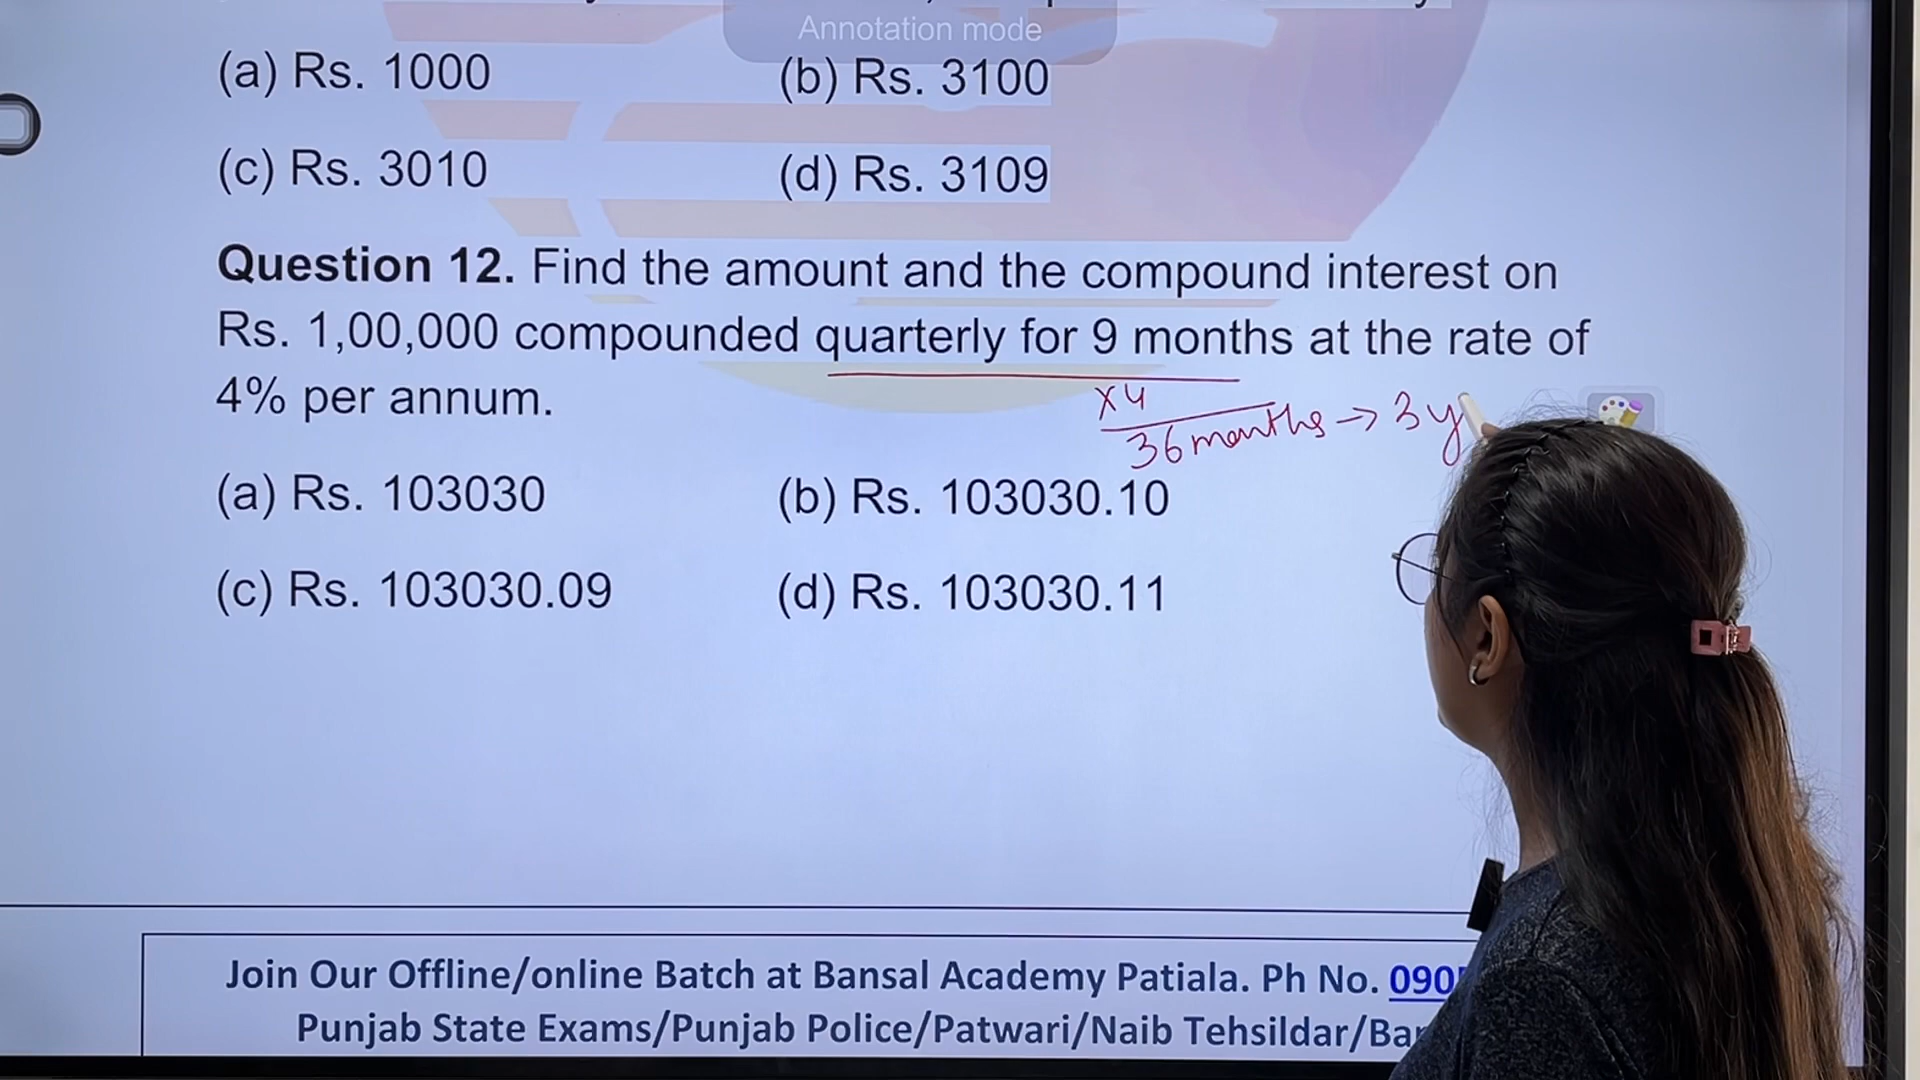 Annotation mode
(a) Rs. 1000 (b) Rs. 3100
(c) Rs. 3010 (d) Rs. 3109
Question 12. Find the amount and the compound interest on
Rs. 1,00,000 compounded quarterly for 9 months at the rate of
4% per annum.
×4
36 months → 3 y
(a) Rs. 103030 (b) Rs. 103030.10
(c) Rs. 103030.09 (d) Rs. 103030.11
Join Our Offline/online Batch at Bansal Academy Patiala. Ph No. 090
Punjab State Exams/Punjab Police/Patwari/Naib Tehsildar/Ba